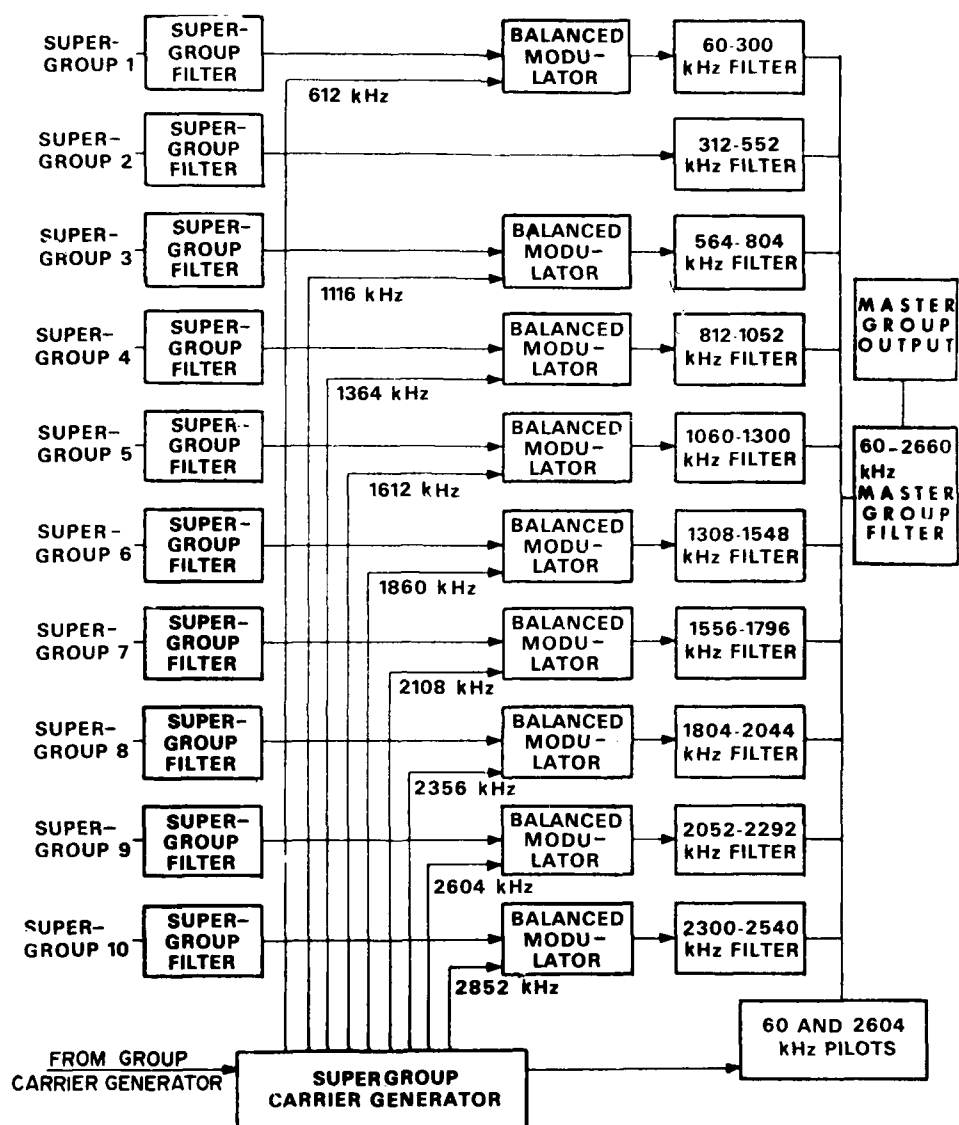 SUPER-
GROUP 1
SUPER-
GROUP
FILTER
612 kHz
BALANCED
MODU-
LATOR
60-300
kHz FILTER
SUPER-
GROUP 2
SUPER-
GROUP
FILTER
312-552
kHz FILTER
SUPER-
GROUP 3
SUPER-
GROUP
FILTER
1116 kHz
BALANCED
MODU-
LATOR
564-804
kHz FILTER
SUPER-
GROUP 4
SUPER-
GROUP
FILTER
1364 kHz
BALANCED
MODU-
LATOR
812-1052
kHz FILTER
MASTER
GROUP
OUTPUT
SUPER-
GROUP 5
SUPER-
GROUP
FILTER
1612 kHz
BALANCED
MODU-
LATOR
1060-1300
kHz FILTER
60-2660
kHz
MASTER
GROUP
FILTER
SUPER-
GROUP 6
SUPER-
GROUP
FILTER
1860 kHz
BALANCED
MODU-
LATOR
1308-1548
kHz FILTER
SUPER-
GROUP 7
SUPER-
GROUP
FILTER
2108 kHz
BALANCED
MODU-
LATOR
1556-1796
kHz FILTER
SUPER-
GROUP 8
SUPER-
GROUP
FILTER
2356 kHz
BALANCED
MODU-
LATOR
1804-2044
kHz FILTER
SUPER-
GROUP 9
SUPER-
GROUP
FILTER
2604 kHz
BALANCED
MODU-
LATOR
2052-2292
kHz FILTER
SUPER-
GROUP 10
SUPER-
GROUP
FILTER
2852 kHz
BALANCED
MODU-
LATOR
2300-2540
kHz FILTER
60 AND 2604
kHz PILOTS
FROM GROUP
CARRIER GENERATOR
SUPERGROUP
CARRIER GENERATOR